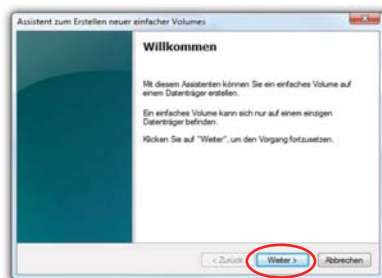 Assistent zum Erstellen neuer einfacher Volumes
Willkommen
Mit diesem Assistenten können Sie ein einfaches Volume auf
einem Datenträger erstellen.
Ein einfaches Volume kann sich nur auf einem einzigen
Datenträger befinden.
Klicken Sie auf "Weiter", um den Vorgang fortzusetzen.
< Zurück Weiter > Abbrechen